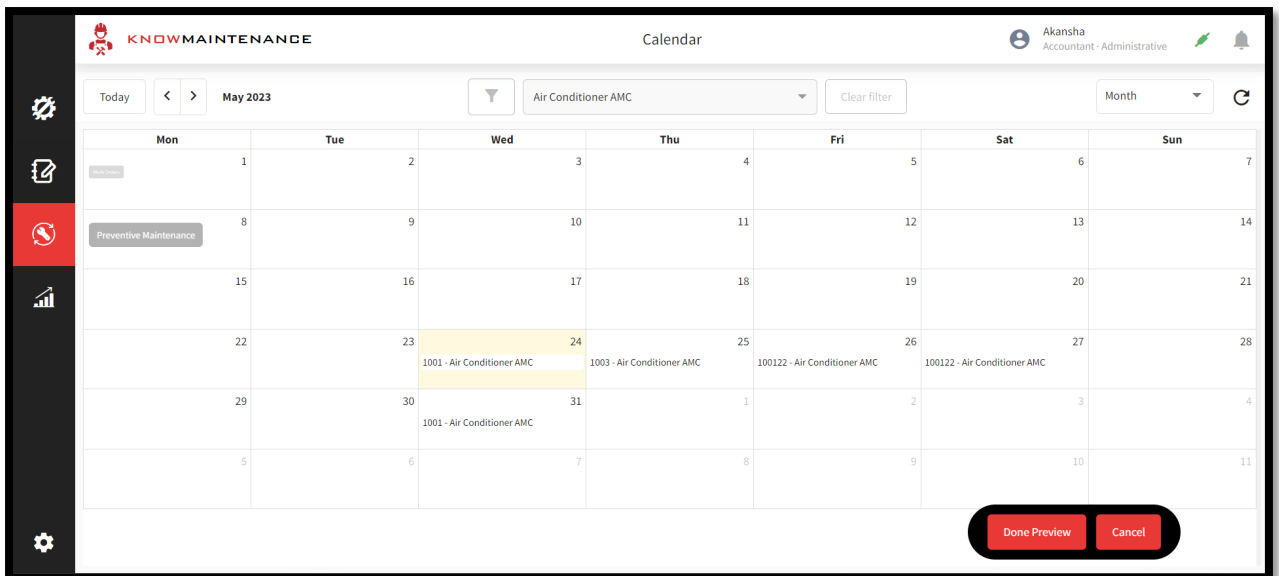 KNOWMAINTENANCE
Calendar
Akansha
Accountant - Administrative
Today
May 2023
Air Conditioner AMC
Clear filter
Month
Mon Tue Wed Thu Fri Sat Sun
1 2 3 4 5 6 7
8 9 10 11 12 13 14
Preventive Maintenance
15 16 17 18 19 20 21
22 23 24 25 26 27 28
1001 - Air Conditioner AMC 1003 - Air Conditioner AMC 100122 - Air Conditioner AMC 100122 - Air Conditioner AMC
29 30 31 1 2 3 4
1001 - Air Conditioner AMC
5 6 7 8 9 10 11
Done Preview Cancel